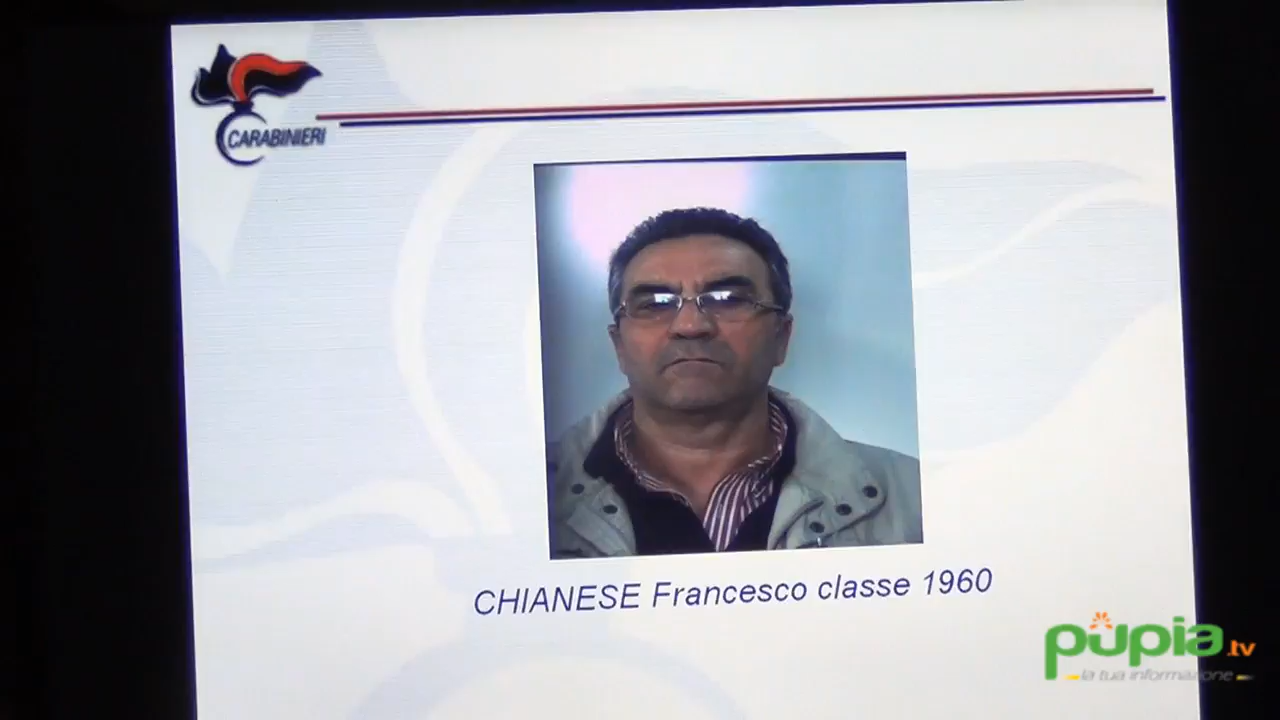 CARABINIERI
CHIANESE Francesco classe 1960
pupia.tv
la tua informazione